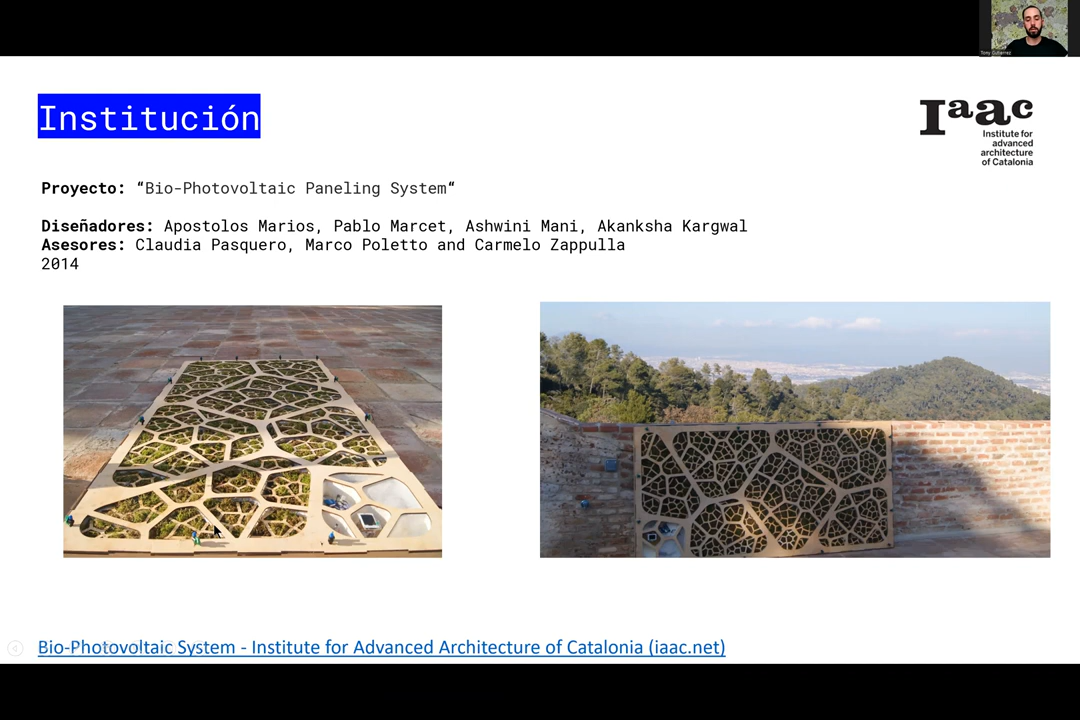 Tony Gutierrez
Institución
Iaac
Institute for
advanced
architecture
of Catalonia
Proyecto: “Bio-Photovoltaic Paneling System“
Diseñadores: Apostolos Marios, Pablo Marcet, Ashwini Mani, Akanksha Kargwal
Asesores: Claudia Pasquero, Marco Poletto and Carmelo Zappulla
2014
Bio-Photovoltaic System - Institute for Advanced Architecture of Catalonia (iaac.net)